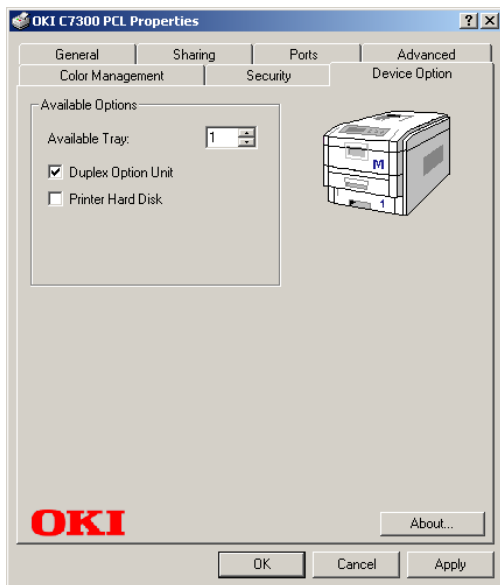 OKI C7300 PCL Properties
General Sharing Ports Advanced
Color Management Security Device Option
Available Options
Available Tray: 1
Duplex Option Unit
Printer Hard Disk
M
1
OKI
About...
OK Cancel Apply